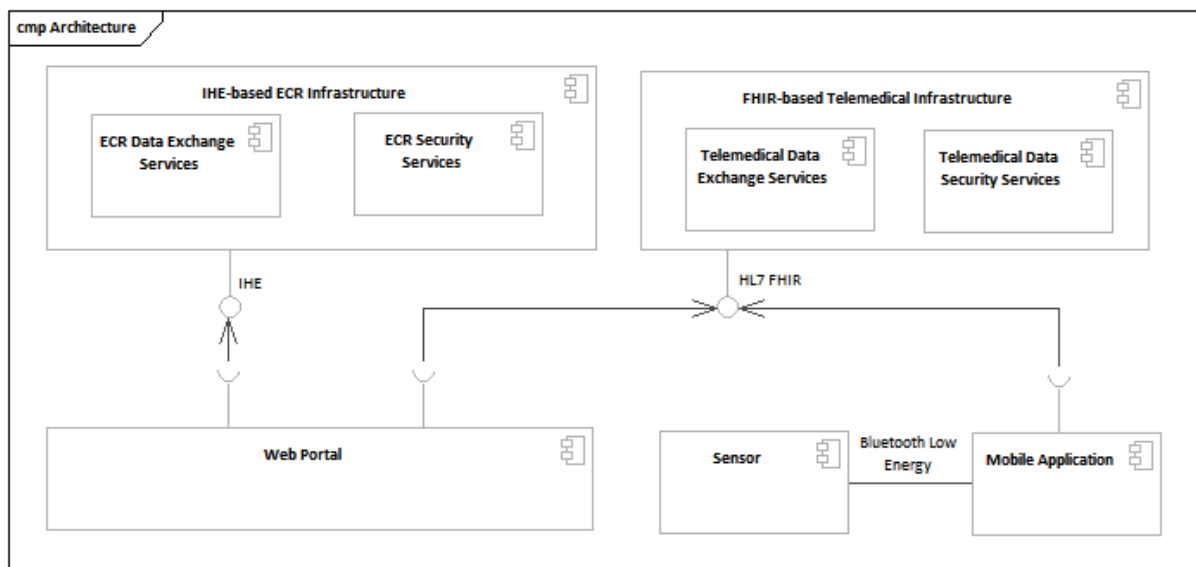 cmp Architecture
IHE-based ECR Infrastructure
ECR Data Exchange
Services
ECR Security
Services
FHIR-based Telemedical Infrastructure
Telemedical Data
Exchange Services
Telemedical Data
Security Services
IHE
HL7 FHIR
Web Portal
Sensor
Bluetooth Low
Energy
Mobile Application